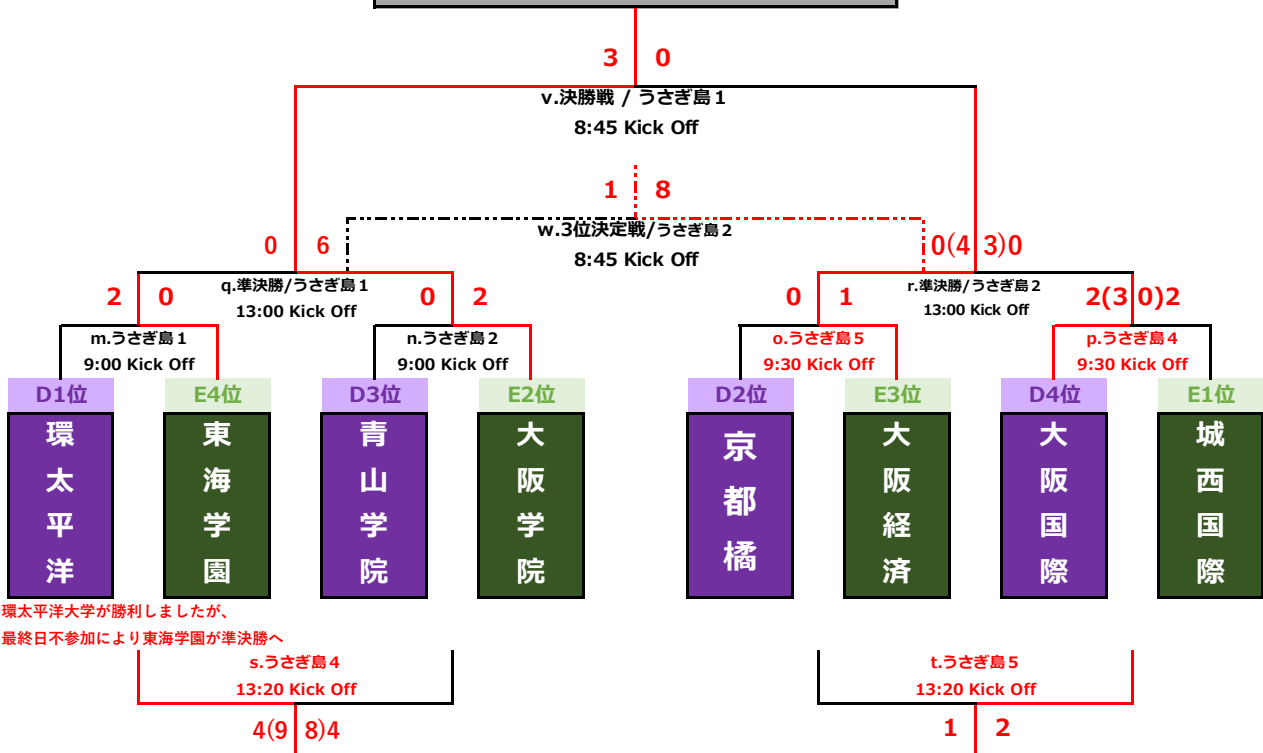 3 0
v.決勝戦 / うさぎ島１
8:45 Kick Off
1 8
w.3位決定戦/うさぎ島２
8:45 Kick Off
0 6
0(4 3)0
q.準決勝/うさぎ島１
13:00 Kick Off
r.準決勝/うさぎ島２
13:00 Kick Off
2 0
0 2
0 1
2(3 0)2
m.うさぎ島１
9:00 Kick Off
n.うさぎ島２
9:00 Kick Off
o.うさぎ島５
9:30 Kick Off
p.うさぎ島４
9:30 Kick Off
D1位
E4位
D3位
E2位
D2位
E3位
D4位
E1位
環太平洋
東海学園
青山学院
大阪学院
京都橘
大阪経済
大阪国際
城西国際
環太平洋大学が勝利しましたが、
最終日不参加により東海学園が準決勝へ
s.うさぎ島４
13:20 Kick Off
t.うさぎ島５
13:20 Kick Off
4(9 8)4
1 2